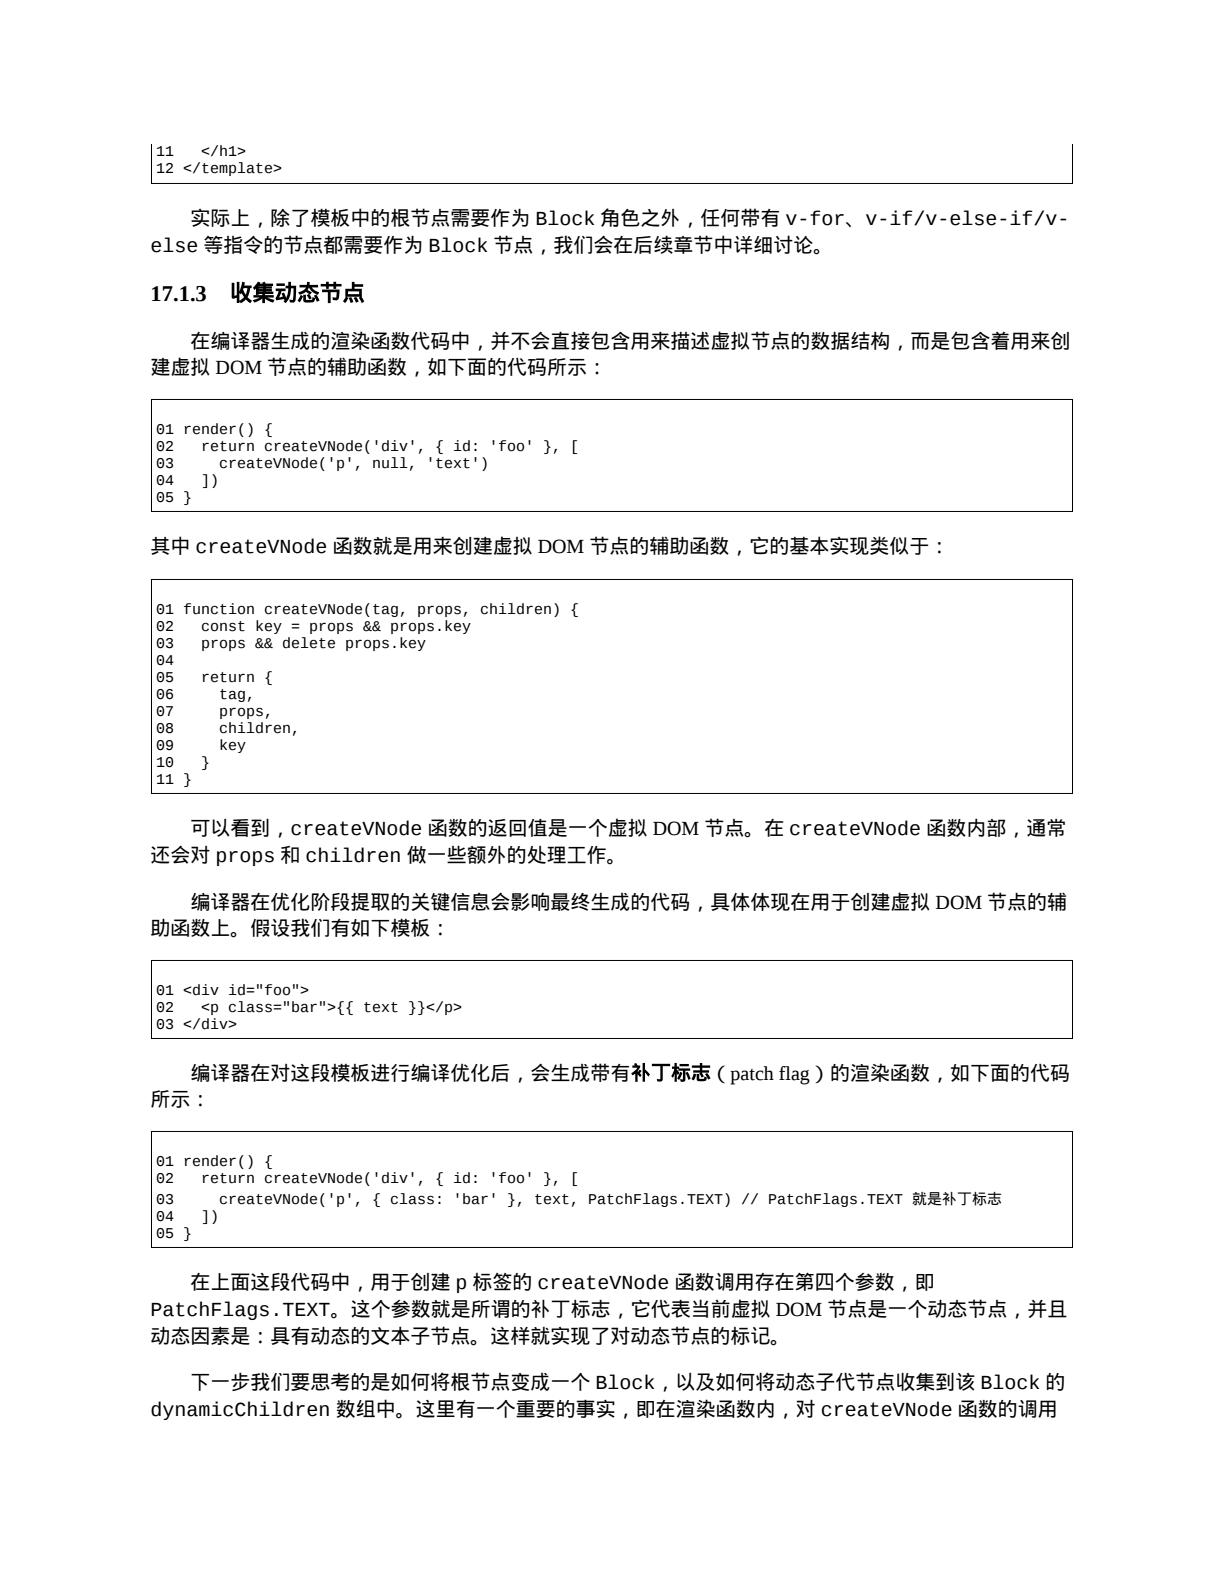 11   </h1>
12 </template>
实际上，除了模板中的根节点需要作为 Block 角色之外，任何带有 v-for、v-if/v-else-if/v-
else 等指令的节点都需要作为 Block 节点，我们会在后续章节中详细讨论。
17.1.3　收集动态节点
在编译器生成的渲染函数代码中，并不会直接包含用来描述虚拟节点的数据结构，而是包含着用来创
建虚拟 DOM 节点的辅助函数，如下面的代码所示：
01 render() {
02   return createVNode('div', { id: 'foo' }, [
03     createVNode('p', null, 'text')
04   ])
05 }
其中 createVNode 函数就是用来创建虚拟 DOM 节点的辅助函数，它的基本实现类似于：
01 function createVNode(tag, props, children) {
02   const key = props && props.key
03   props && delete props.key
04
05   return {
06     tag,
07     props,
08     children,
09     key
10   }
11 }
可以看到，createVNode 函数的返回值是一个虚拟 DOM 节点。在 createVNode 函数内部，通常
还会对 props 和 children 做一些额外的处理工作。
编译器在优化阶段提取的关键信息会影响最终生成的代码，具体体现在用于创建虚拟 DOM 节点的辅
助函数上。假设我们有如下模板：
01 <div id="foo">
02   <p class="bar">{{ text }}</p>
03 </div>
编译器在对这段模板进行编译优化后，会生成带有补丁标志（patch flag）的渲染函数，如下面的代码
所示：
01 render() {
02   return createVNode('div', { id: 'foo' }, [
03     createVNode('p', { class: 'bar' }, text, PatchFlags.TEXT) // PatchFlags.TEXT 就是补丁标志
04   ])
05 }
在上面这段代码中，用于创建 p 标签的 createVNode 函数调用存在第四个参数，即
PatchFlags.TEXT。这个参数就是所谓的补丁标志，它代表当前虚拟 DOM 节点是一个动态节点，并且
动态因素是：具有动态的文本子节点。这样就实现了对动态节点的标记。
下一步我们要思考的是如何将根节点变成一个 Block，以及如何将动态子代节点收集到该 Block 的
dynamicChildren 数组中。这里有一个重要的事实，即在渲染函数内，对 createVNode 函数的调用